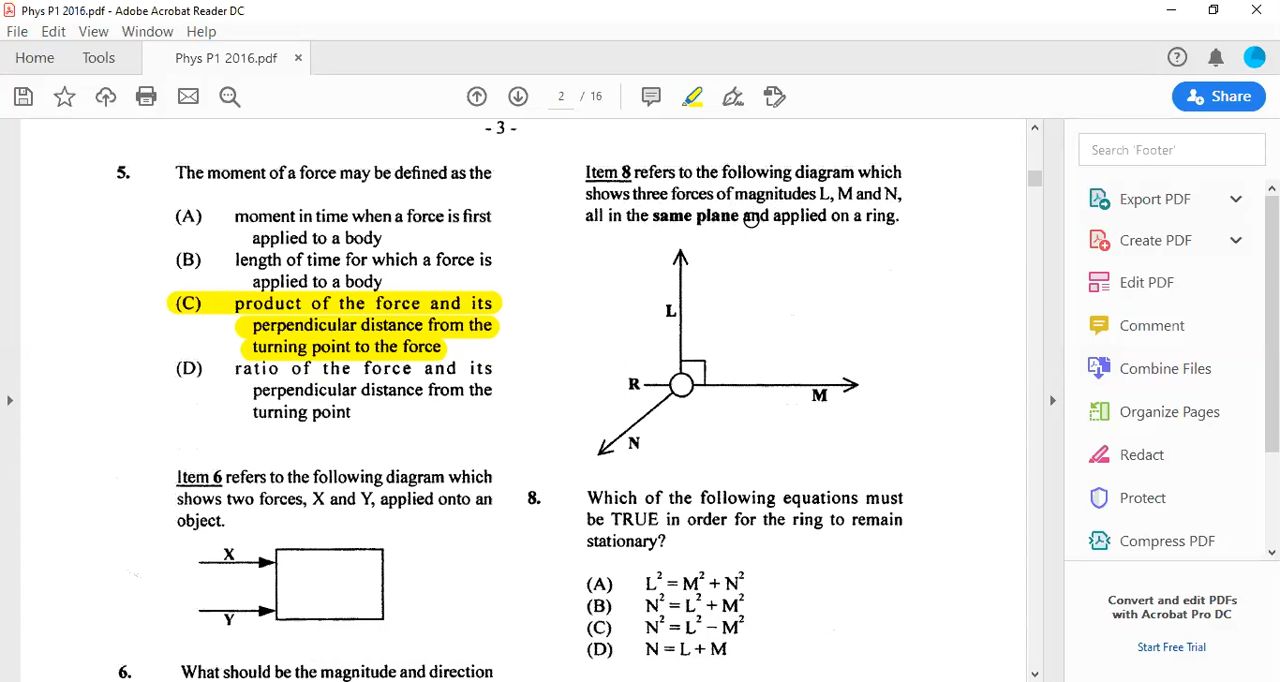 Phys P1 2016.pdf - Adobe Acrobat Reader DC
File Edit View Window Help
Home Tools Phys P1 2016.pdf ×
2 / 16
Share
- 3 -
5. The moment of a force may be defined as the
(A) moment in time when a force is first
applied to a body
(B) length of time for which a force is
applied to a body
(C) product of the force and its
perpendicular distance from the
turning point to the force
(D) ratio of the force and its
perpendicular distance from the
turning point
Item 6 refers to the following diagram which
shows two forces, X and Y, applied onto an
object.
X
Y
6. What should be the magnitude and direction
Item 8 refers to the following diagram which
shows three forces of magnitudes L, M and N,
all in the same plane and applied on a ring.
L
R
M
N
8. Which of the following equations must
be TRUE in order for the ring to remain
stationary?
(A) L² = M² + N²
(B) N² = L² + M²
(C) N² = L² − M²
(D) N = L + M
Search 'Footer'
Export PDF
Create PDF
Edit PDF
Comment
Combine Files
Organize Pages
Redact
Protect
Compress PDF
Convert and edit PDFs
with Acrobat Pro DC
Start Free Trial